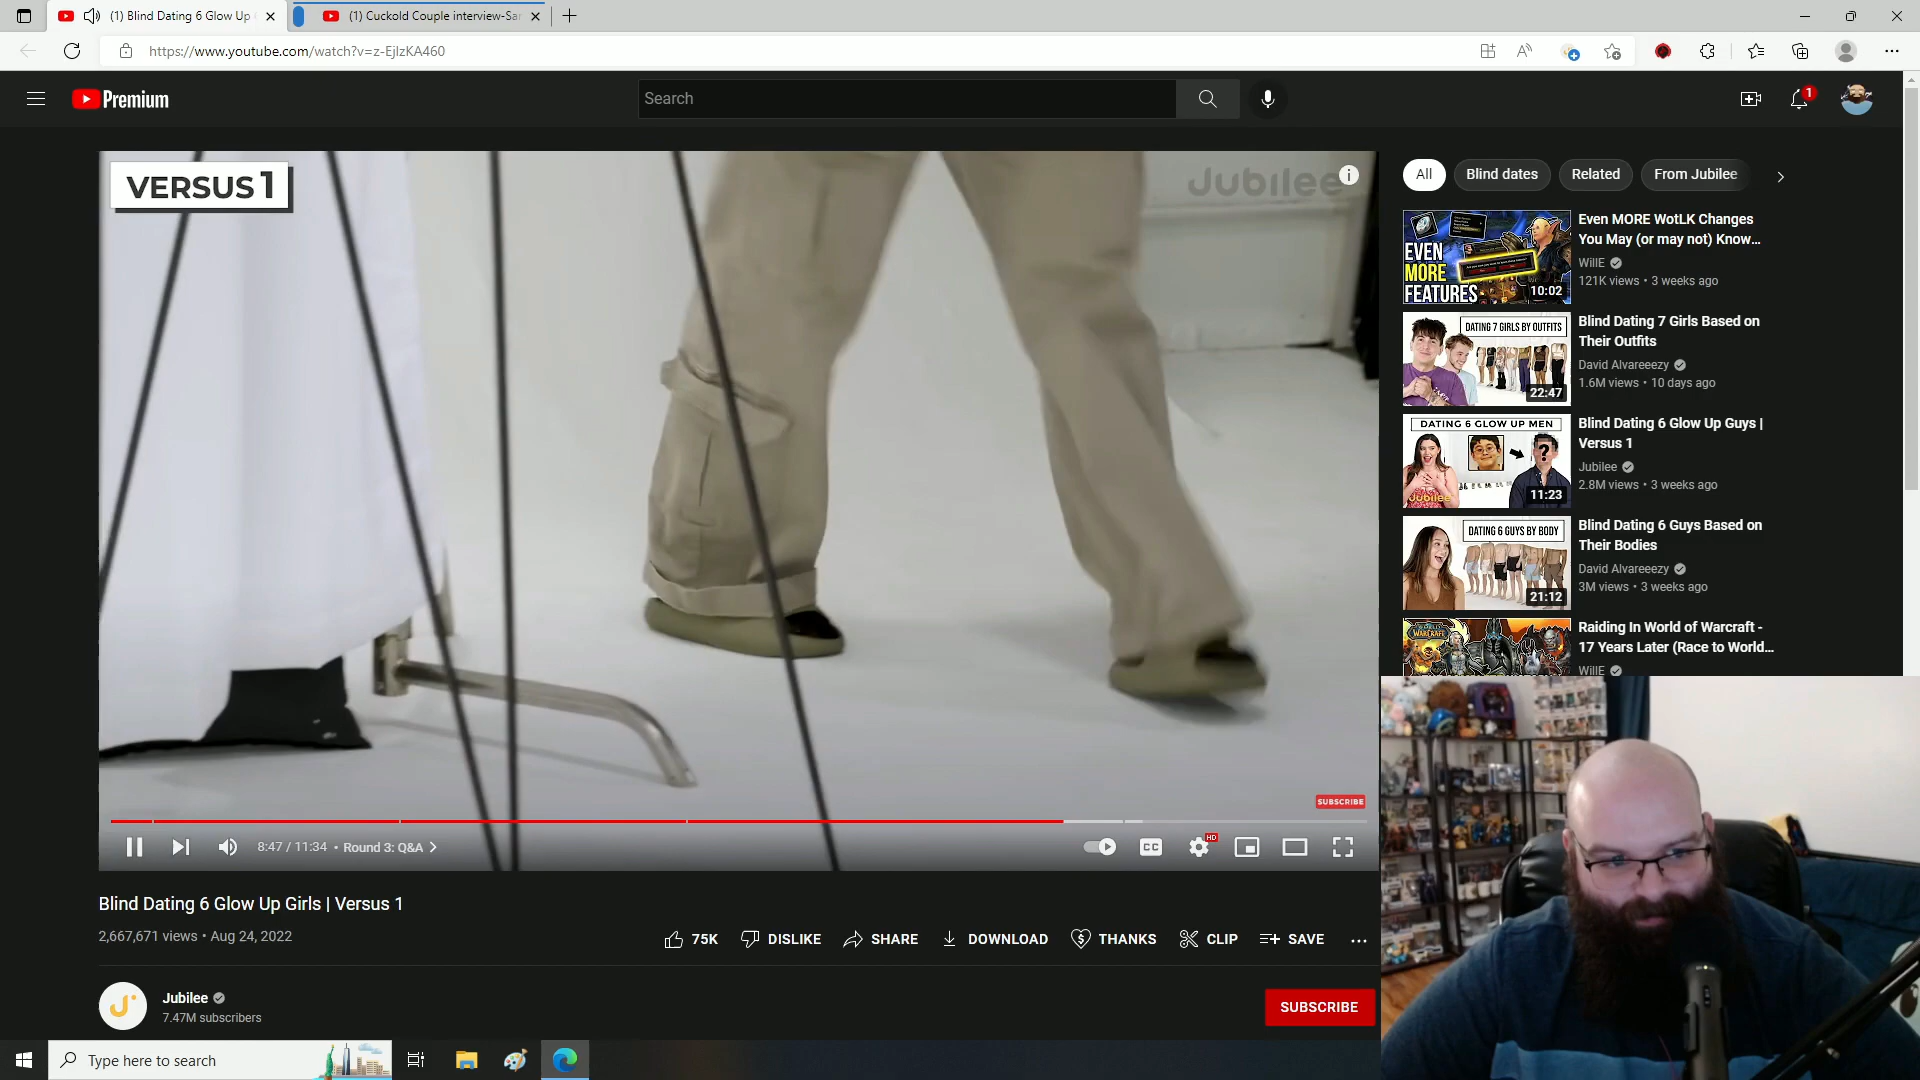 (1) Blind Dating 6 Glow Up
(1) Cuckold Couple interview-Sar
https://www.youtube.com/watch?v=z-EjlzKA460
Premium
Search
1
VERSUS 1
Jubilee
SUBSCRIBE
8:47 / 11:34 • Round 3: Q&A
CC
HD
Blind Dating 6 Glow Up Girls | Versus 1
2,667,671 views • Aug 24, 2022
75K
DISLIKE
SHARE
DOWNLOAD
THANKS
CLIP
SAVE
Jubilee
7.47M subscribers
SUBSCRIBE
All
Blind dates
Related
From Jubilee
EVEN
MORE
FEATURES
10:02
Even MORE WotLK Changes
You May (or may not) Know...
WillE
121K views • 3 weeks ago
DATING 7 GIRLS BY OUTFITS
22:47
Blind Dating 7 Girls Based on
Their Outfits
David Alvareeezy
1.6M views • 10 days ago
DATING 6 GLOW UP MEN
?
Jubilee
11:23
Blind Dating 6 Glow Up Guys |
Versus 1
Jubilee
2.8M views • 3 weeks ago
DATING 6 GUYS BY BODY
21:12
Blind Dating 6 Guys Based on
Their Bodies
David Alvareeezy
3M views • 3 weeks ago
Raiding In World of Warcraft -
17 Years Later (Race to World...
WillE
Type here to search